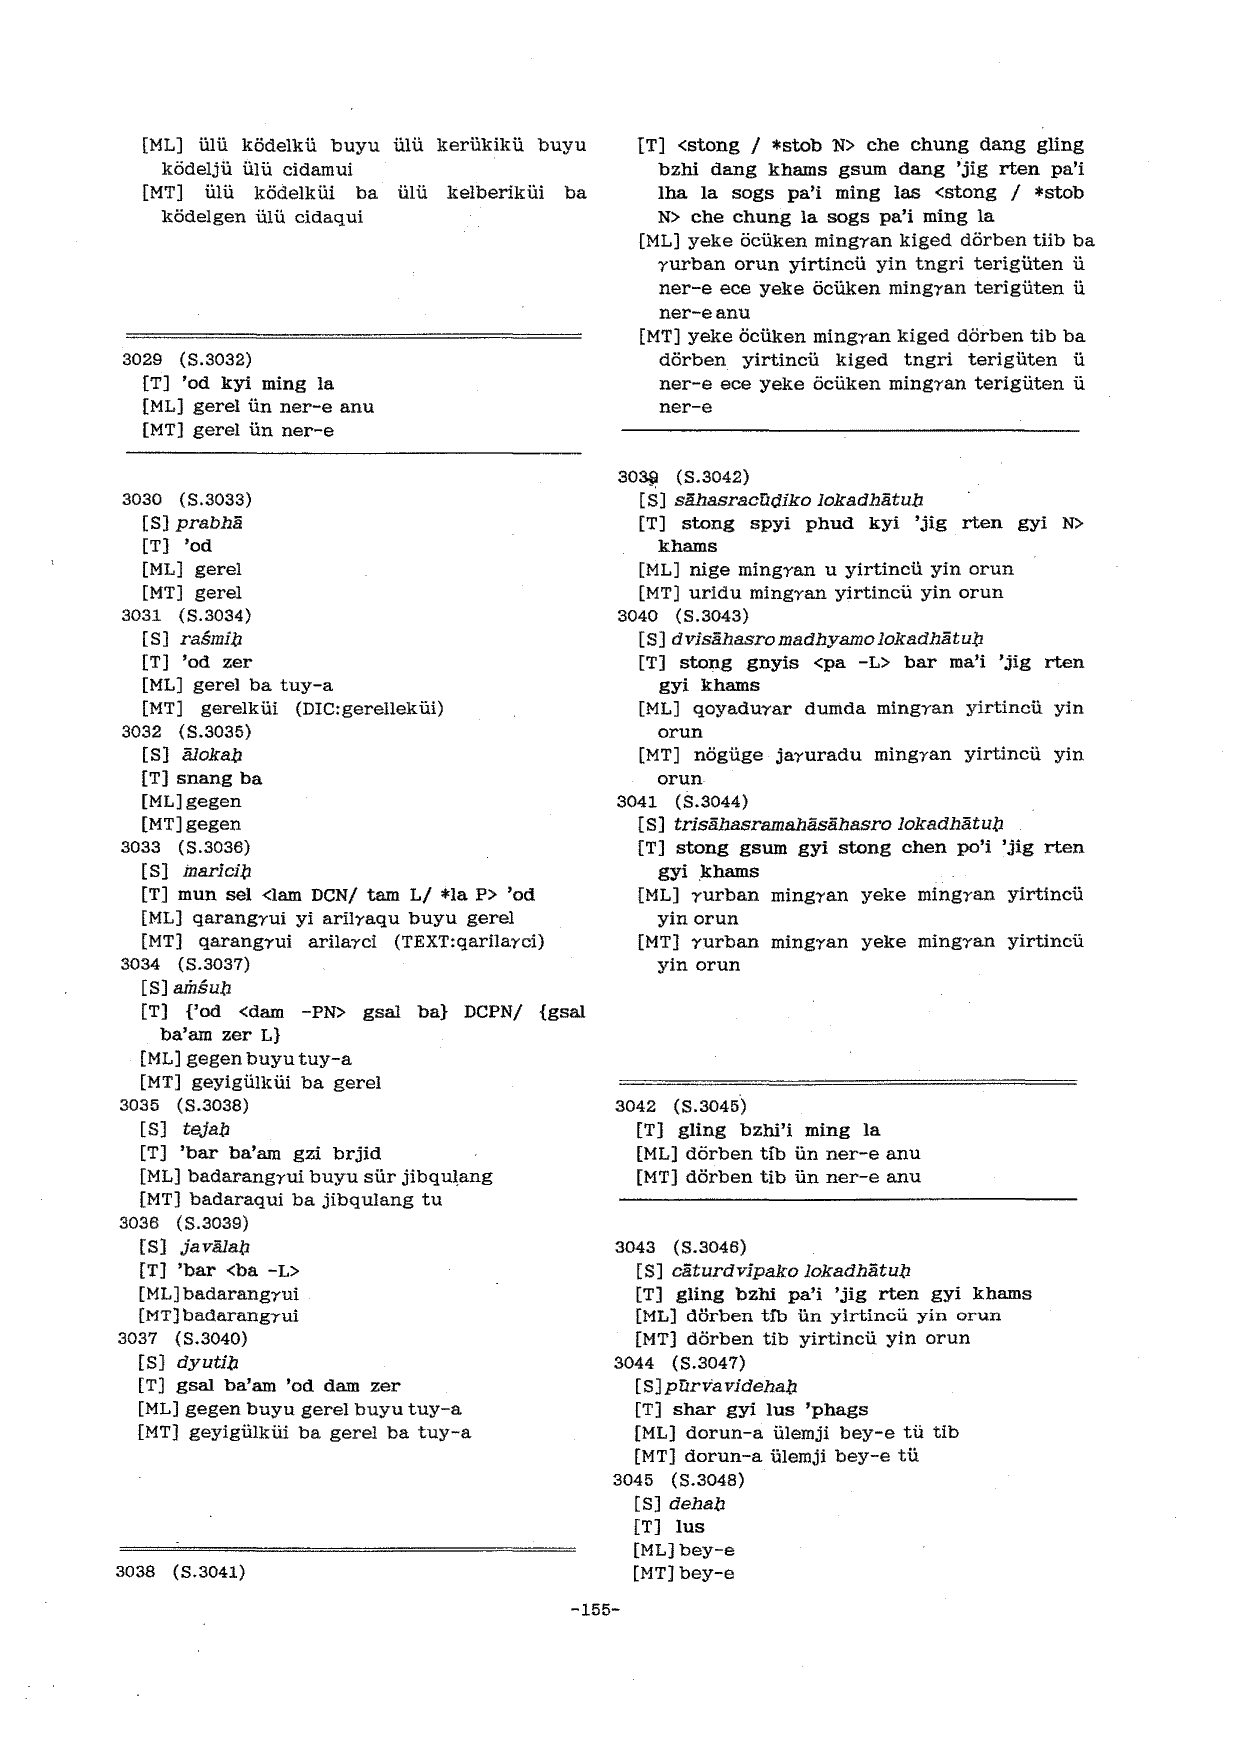 [ML] ülü ködelkü buyu ülü kerükikü buyu
ködeljü ülü cidamui
[MT] ülü ködelküi ba ülü kelberiküi ba
ködelgen ülü cidaqui
3029 (S.3032)
[T] 'od kyi ming la
[ML] gerel ün ner-e anu
[MT] gerel ün ner-e
3030 (S.3033)
[S] prabhā
[T] 'od
[ML] gerel
[MT] gerel
3031 (S.3034)
[S] raśmiḥ
[T] 'od zer
[ML] gerel ba tuy-a
[MT] gerelküi (DIC:gerelleküi)
3032 (S.3035)
[S] ālokaḥ
[T] snang ba
[ML] gegen
[MT] gegen
3033 (S.3036)
[S] maricih̤
[T] mun sel <lam DCN/ tam L/ *la P> 'od
[ML] qarangγui yi arilγaqu buyu gerel
[MT] qarangγui arilaγci (TEXT:qarilaγci)
3034 (S.3037)
[S] aṁśuḥ
[T] {'od <dam -PN> gsal ba} DCPN/ {gsal
ba'am zer L}
[ML] gegen buyu tuy-a
[MT] geyigülküi ba gerel
3035 (S.3038)
[S] tejaḥ
[T] 'bar ba'am gzi brjid
[ML] badarangγui buyu sür jibqulang
[MT] badaraqui ba jibqulang tu
3036 (S.3039)
[S] javālaḥ
[T] 'bar <ba -L>
[ML] badarangγui
[MT] badarangγui
3037 (S.3040)
[S] dyutiḥ
[T] gsal ba'am 'od dam zer
[ML] gegen buyu gerel buyu tuy-a
[MT] geyigülküi ba gerel ba tuy-a
3038 (S.3041)
[T] <stong / *stob N> che chung dang gling
bzhi dang khams gsum dang 'jig rten pa'i
lha la sogs pa'i ming las <stong / *stob
N> che chung la sogs pa'i ming la
[ML] yeke öcüken mingγan kiged dörben tiib ba
γurban orun yirtincü yin tngri terigüten ü
ner-e ece yeke öcüken mingγan terigüten ü
ner-e anu
[MT] yeke öcüken mingγan kiged dörben tib ba
dörben yirtincü kiged tngri terigüten ü
ner-e ece yeke öcüken mingγan terigüten ü
ner-e
3039 (S.3042)
[S] sāhasracūḍiko lokadhātuḥ
[T] stong spyi phud kyi 'jig rten gyi N>
khams
[ML] nige mingγan u yirtincü yin orun
[MT] uridu mingγan yirtincü yin orun
3040 (S.3043)
[S] dvisāhasro madhyamo lokadhātuḥ
[T] stong gnyis <pa -L> bar ma'i 'jig rten
gyi khams
[ML] qoyaduγar dumda mingγan yirtincü yin
orun
[MT] nögüge jaγuradu mingγan yirtincü yin
orun
3041 (S.3044)
[S] trisāhasramahāsāhasro lokadhātuḥ
[T] stong gsum gyi stong chen po'i 'jig rten
gyi khams
[ML] γurban mingγan yeke mingγan yirtincü
yin orun
[MT] γurban mingγan yeke mingγan yirtincü
yin orun
3042 (S.3045)
[T] gling bzhi'i ming la
[ML] dörben tîb ün ner-e anu
[MT] dörben tib ün ner-e anu
3043 (S.3046)
[S] cāturdvipako lokadhātuḥ
[T] gling bzhi pa'i 'jig rten gyi khams
[ML] dörben tîb ün yirtincü yin orun
[MT] dörben tib yirtincü yin orun
3044 (S.3047)
[S] pūrvavidehaḥ
[T] shar gyi lus 'phags
[ML] dorun-a ülemji bey-e tü tib
[MT] dorun-a ülemji bey-e tü
3045 (S.3048)
[S] dehaḥ
[T] lus
[ML] bey-e
[MT] bey-e
-155-